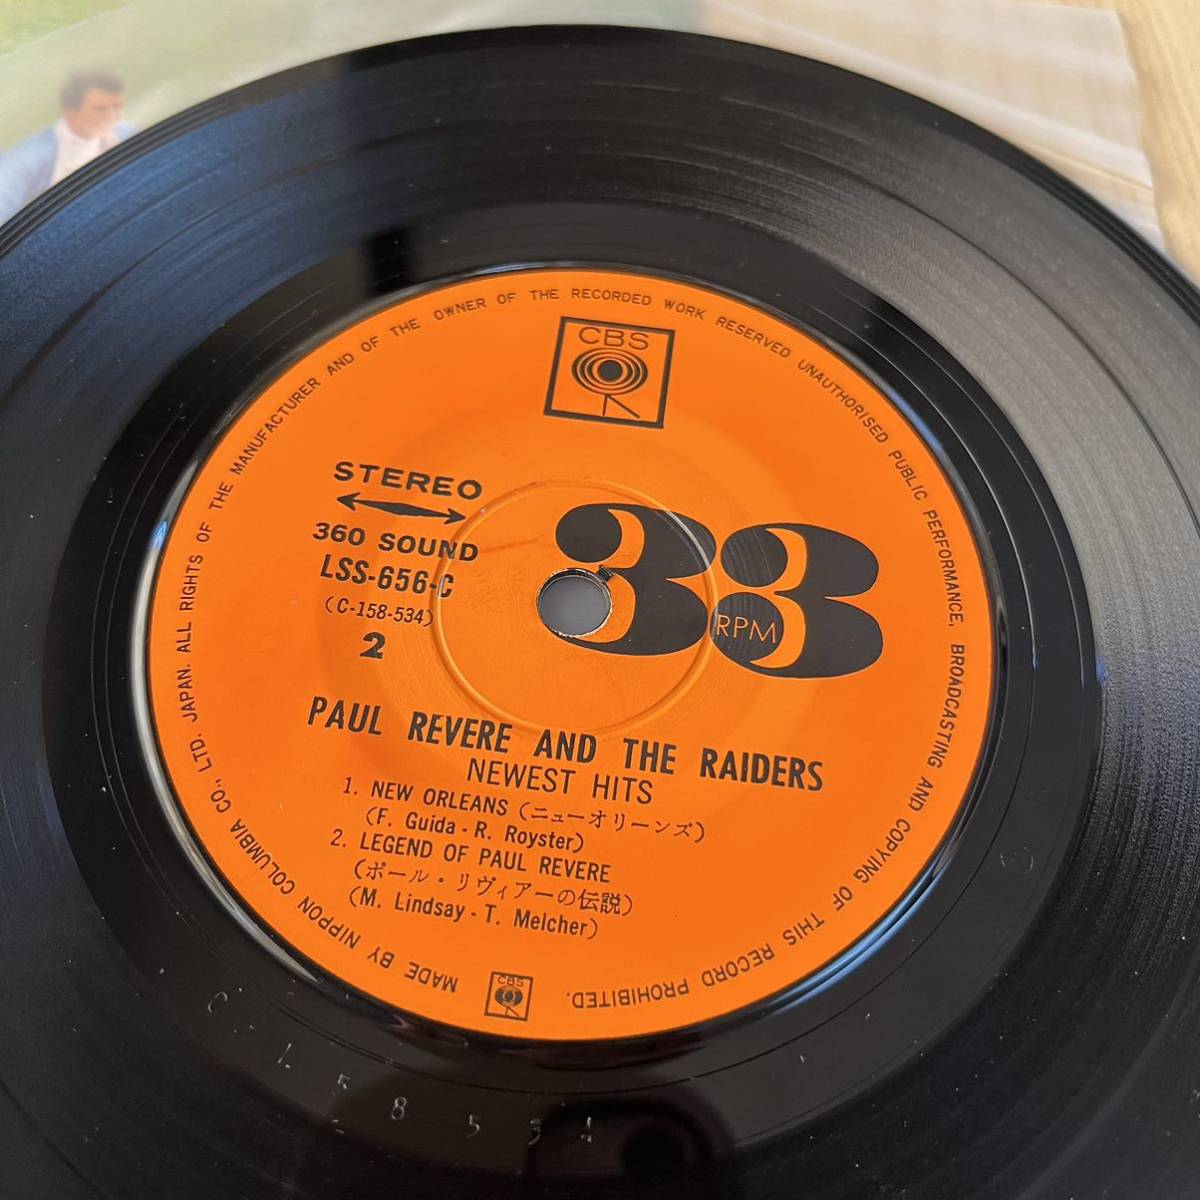 CBS
STEREO
360 SOUND
LSS-656-C
(C-158-534)
2
33
RPM
PAUL REVERE AND THE RAIDERS
NEWEST HITS
1. NEW ORLEANS (ニューオリーンズ)
(F. Guida - R. Royster)
2. LEGEND OF PAUL REVERE
(ポール・リヴィアーの伝説)
(M. Lindsay - T. Melcher)
MADE BY NIPPON COLUMBIA CO., LTD. JAPAN. ALL RIGHTS OF THE MANUFACTURER AND OF THE OWNER OF THE RECORDED WORK RESERVED UNAUTHORISED PUBLIC PERFORMANCE, BROADCASTING AND COPYING OF THIS RECORD PROHIBITED.
CBS